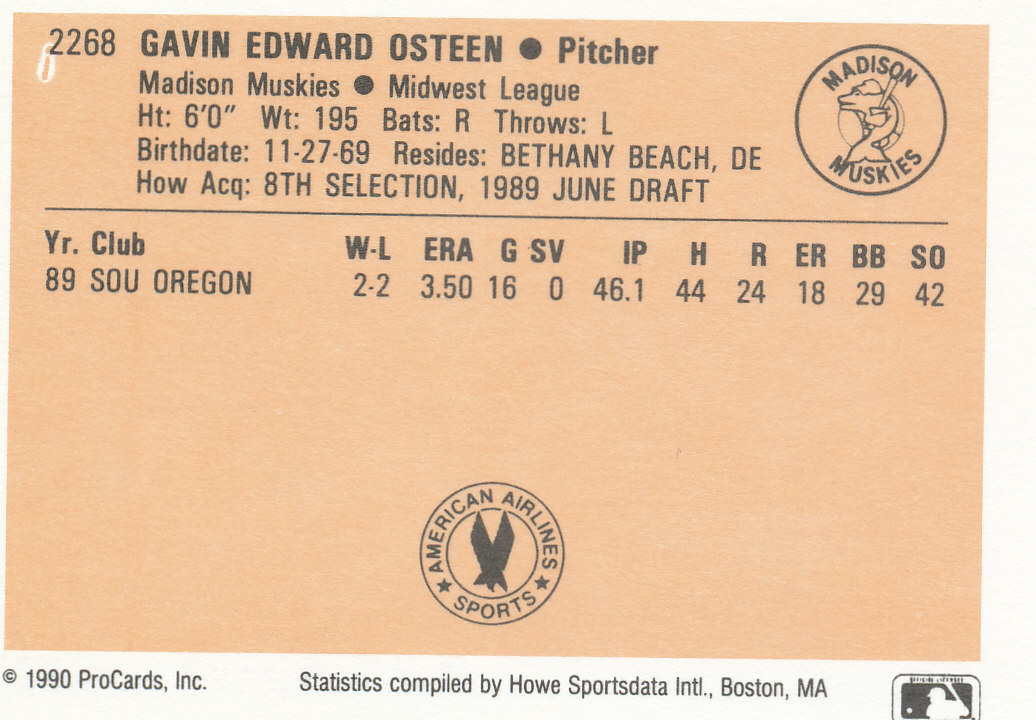 2268 GAVIN EDWARD OSTEEN ● Pitcher
Madison Muskies ● Midwest League
Ht: 6'0" Wt: 195 Bats: R Throws: L
Birthdate: 11-27-69 Resides: BETHANY BEACH, DE
How Acq: 8TH SELECTION, 1989 JUNE DRAFT
MADISON
MUSKIES
Yr. Club W-L ERA G SV IP H R ER BB SO
89 SOU OREGON 2-2 3.50 16 0 46.1 44 24 18 29 42
AMERICAN AIRLINES
★ SPORTS ★
© 1990 ProCards, Inc. Statistics compiled by Howe Sportsdata Intl., Boston, MA